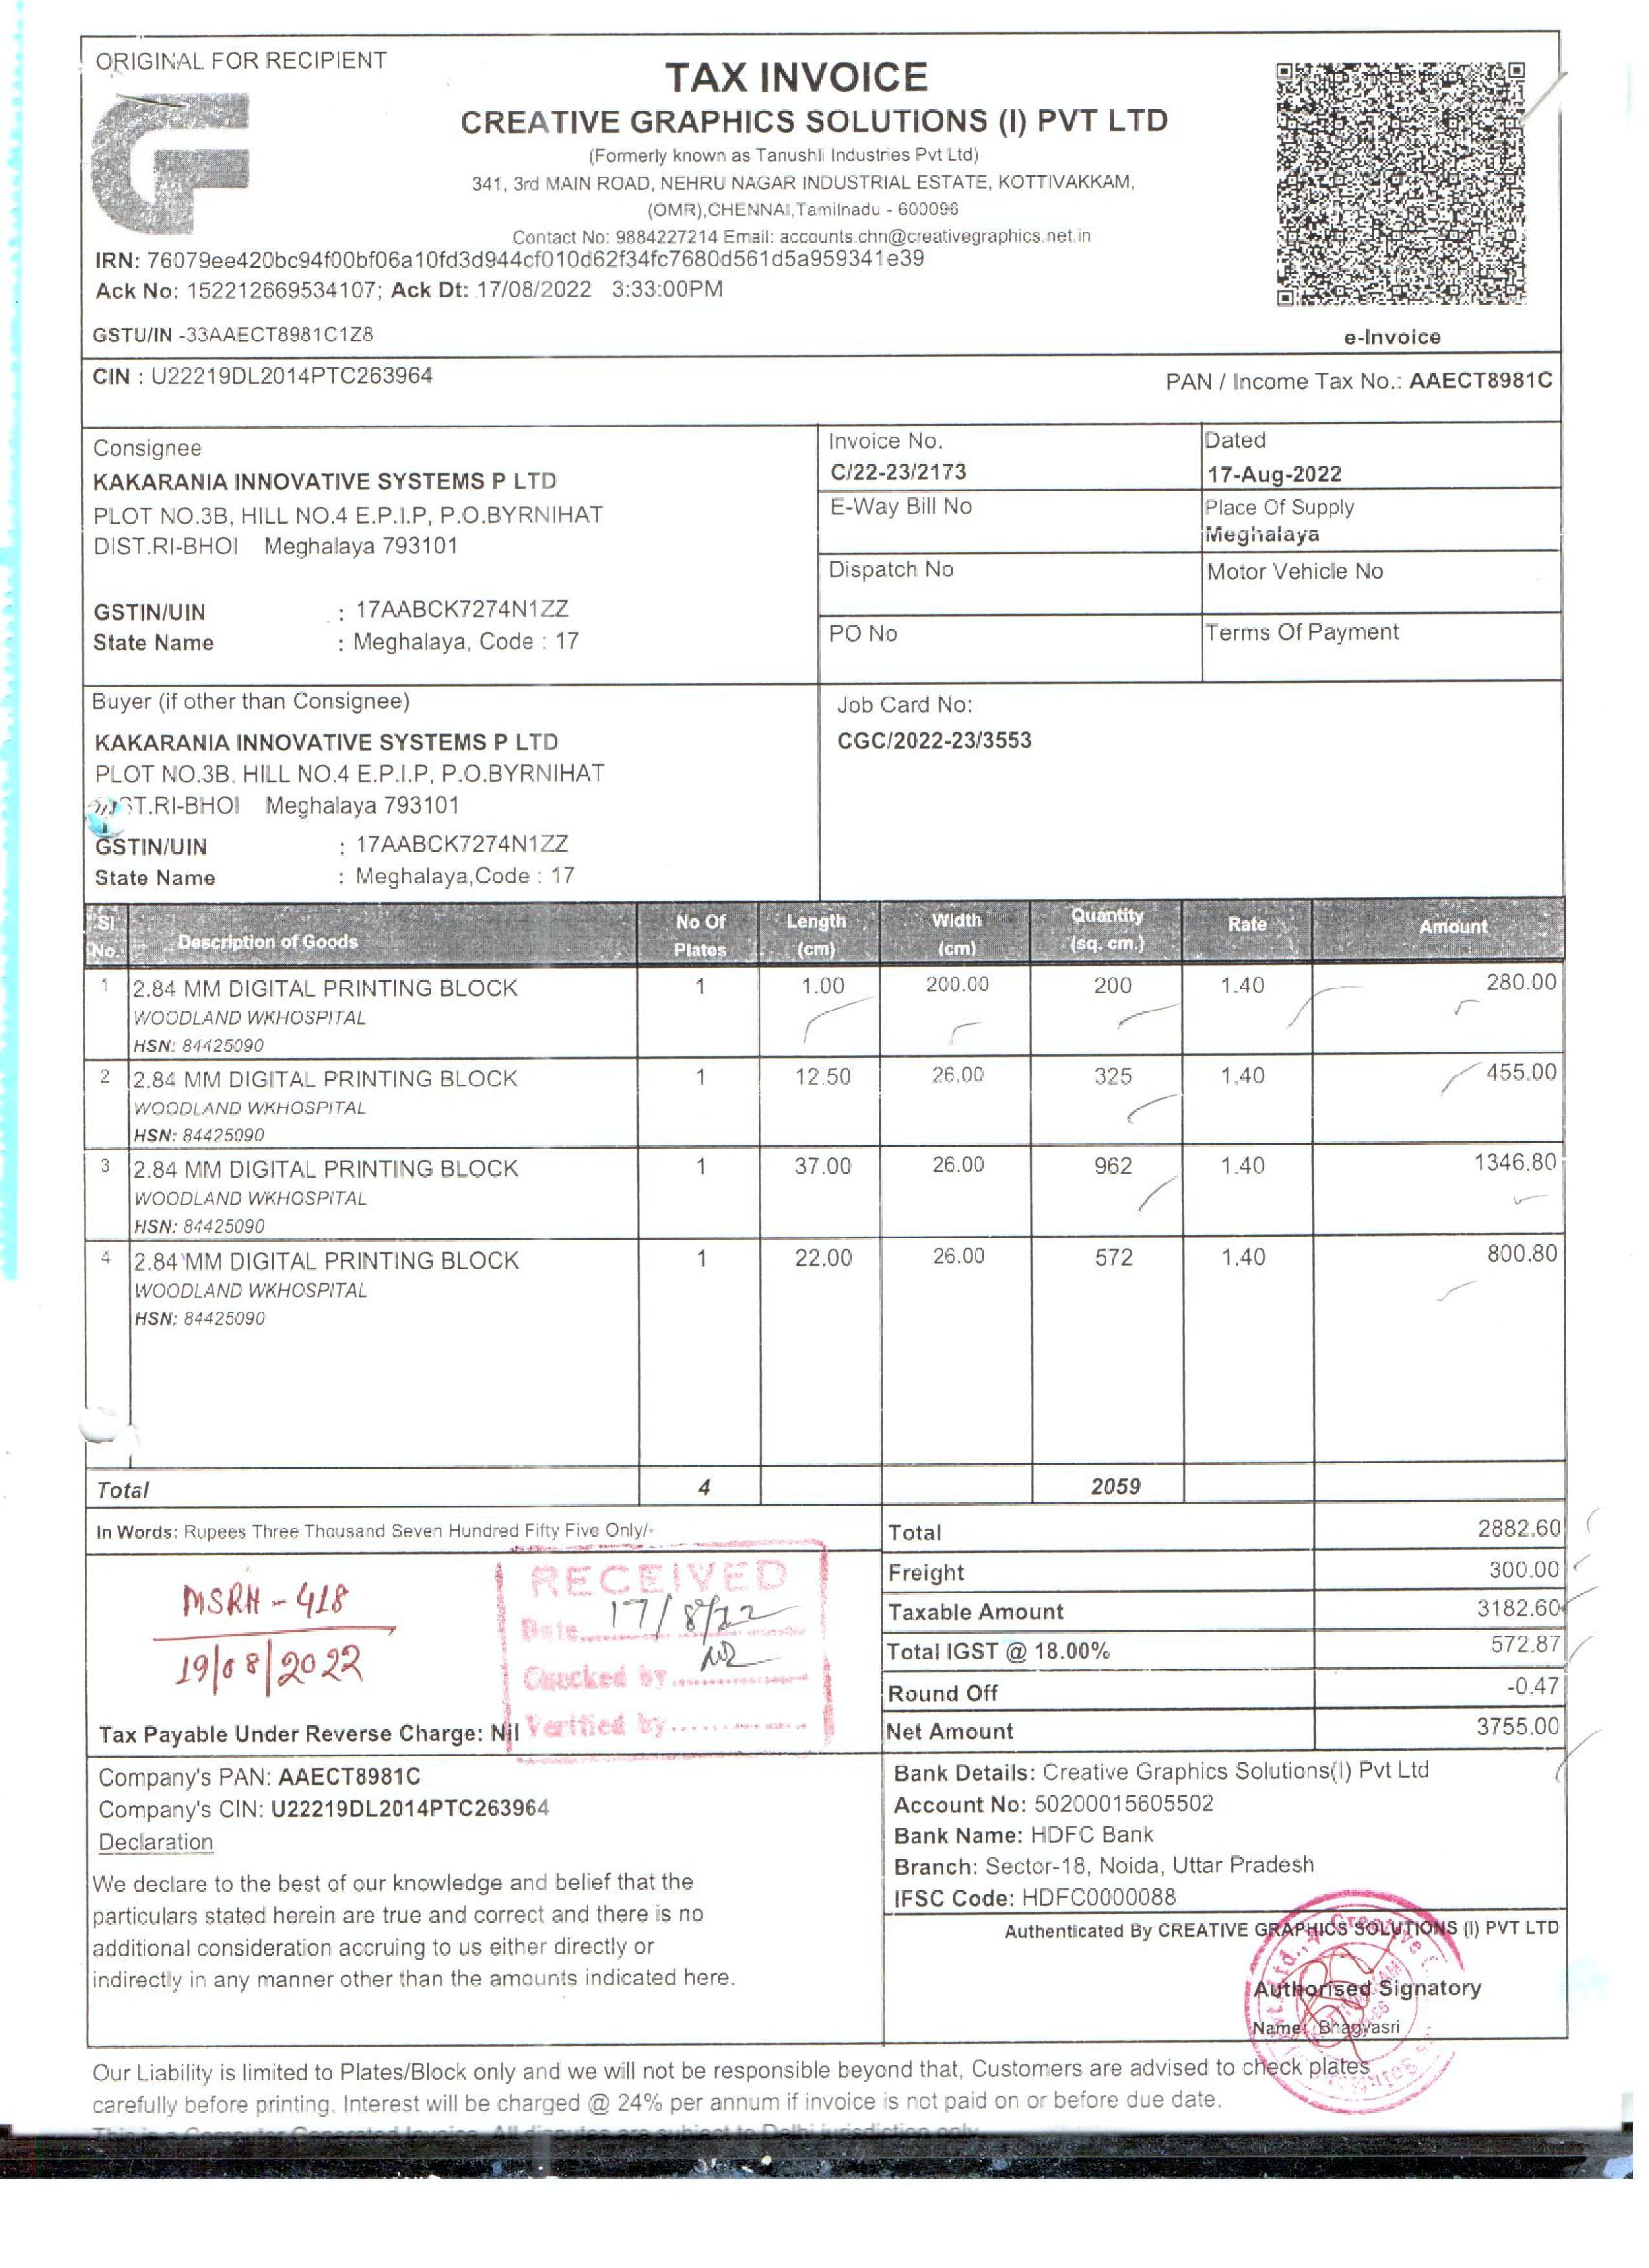 ORIGINAL FOR RECIPIENT
TAX INVOICE
CREATIVE GRAPHICS SOLUTIONS (I) PVT LTD
(Formerly known as Tanushli Industries Pvt Ltd)
341, 3rd MAIN ROAD, NEHRU NAGAR INDUSTRIAL ESTATE, KOTTIVAKKAM,
(OMR),CHENNAI,Tamilnadu - 600096
Contact No: 9884227214 Email: accounts.chn@creativegraphics.net.in
IRN: 76079ee420bc94f00bf06a10fd3d944cf010d62f34fc7680d561d5a959341e39
Ack No: 152212669534107; Ack Dt: 17/08/2022 3:33:00PM
GSTU/IN -33AAECT8981C1Z8
e-Invoice
CIN : U22219DL2014PTC263964
PAN / Income Tax No.: AAECT8981C
Consignee
KAKARANIA INNOVATIVE SYSTEMS P LTD
PLOT NO.3B, HILL NO.4 E.P.I.P, P.O.BYRNIHAT
DIST.RI-BHOI Meghalaya 793101
GSTIN/UIN : 17AABCK7274N1ZZ
State Name : Meghalaya, Code : 17
Invoice No.
C/22-23/2173
Dated
17-Aug-2022
E-Way Bill No
Place Of Supply
Meghalaya
Dispatch No
Motor Vehicle No
PO No
Terms Of Payment
Buyer (if other than Consignee)
KAKARANIA INNOVATIVE SYSTEMS P LTD
PLOT NO.3B, HILL NO.4 E.P.I.P, P.O.BYRNIHAT
ST.RI-BHOI Meghalaya 793101
GSTIN/UIN : 17AABCK7274N1ZZ
State Name : Meghalaya,Code : 17
Job Card No:
CGC/2022-23/3553
Sl No. Description of Goods No Of Plates Length (cm) Width (cm) Quantity (sq. cm.) Rate Amount
1 2.84 MM DIGITAL PRINTING BLOCK 1 1.00 200.00 200 1.40 280.00
WOODLAND WKHOSPITAL
HSN: 84425090
2 2.84 MM DIGITAL PRINTING BLOCK 1 12.50 26.00 325 1.40 455.00
WOODLAND WKHOSPITAL
HSN: 84425090
3 2.84 MM DIGITAL PRINTING BLOCK 1 37.00 26.00 962 1.40 1346.80
WOODLAND WKHOSPITAL
HSN: 84425090
4 2.84 MM DIGITAL PRINTING BLOCK 1 22.00 26.00 572 1.40 800.80
WOODLAND WKHOSPITAL
HSN: 84425090
Total 4 2059
In Words: Rupees Three Thousand Seven Hundred Fifty Five Only/-
Total 2882.60
Freight 300.00
Taxable Amount 3182.60
Total IGST @ 18.00% 572.87
Round Off -0.47
Net Amount 3755.00
MSRH - 418
19/08/2022
RECEIVED
Date 17/8/22
Checked by
Verified by
Tax Payable Under Reverse Charge: Nil
Company's PAN: AAECT8981C
Company's CIN: U22219DL2014PTC263964
Declaration
We declare to the best of our knowledge and belief that the
particulars stated herein are true and correct and there is no
additional consideration accruing to us either directly or
indirectly in any manner other than the amounts indicated here.
Bank Details: Creative Graphics Solutions(I) Pvt Ltd
Account No: 50200015605502
Bank Name: HDFC Bank
Branch: Sector-18, Noida, Uttar Pradesh
IFSC Code: HDFC0000088
Authenticated By CREATIVE GRAPHICS SOLUTIONS (I) PVT LTD
Authorised Signatory
Name: Bhagyasri
Our Liability is limited to Plates/Block only and we will not be responsible beyond that, Customers are advised to check plates
carefully before printing. Interest will be charged @ 24% per annum if invoice is not paid on or before due date.
This is a Computer Generated Invoice. All disputes are subject to Delhi jurisdiction only